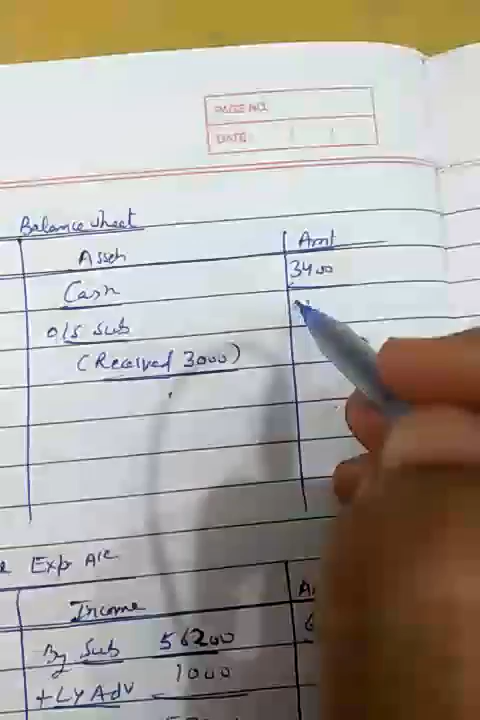 PAGE NO.
DATE: / /
Balance sheet
Asset Amt
Cash 3400
O/S Sub
(Received 3000)
Exp A/c
Income
By Sub 56200
+ LY Adv 1000